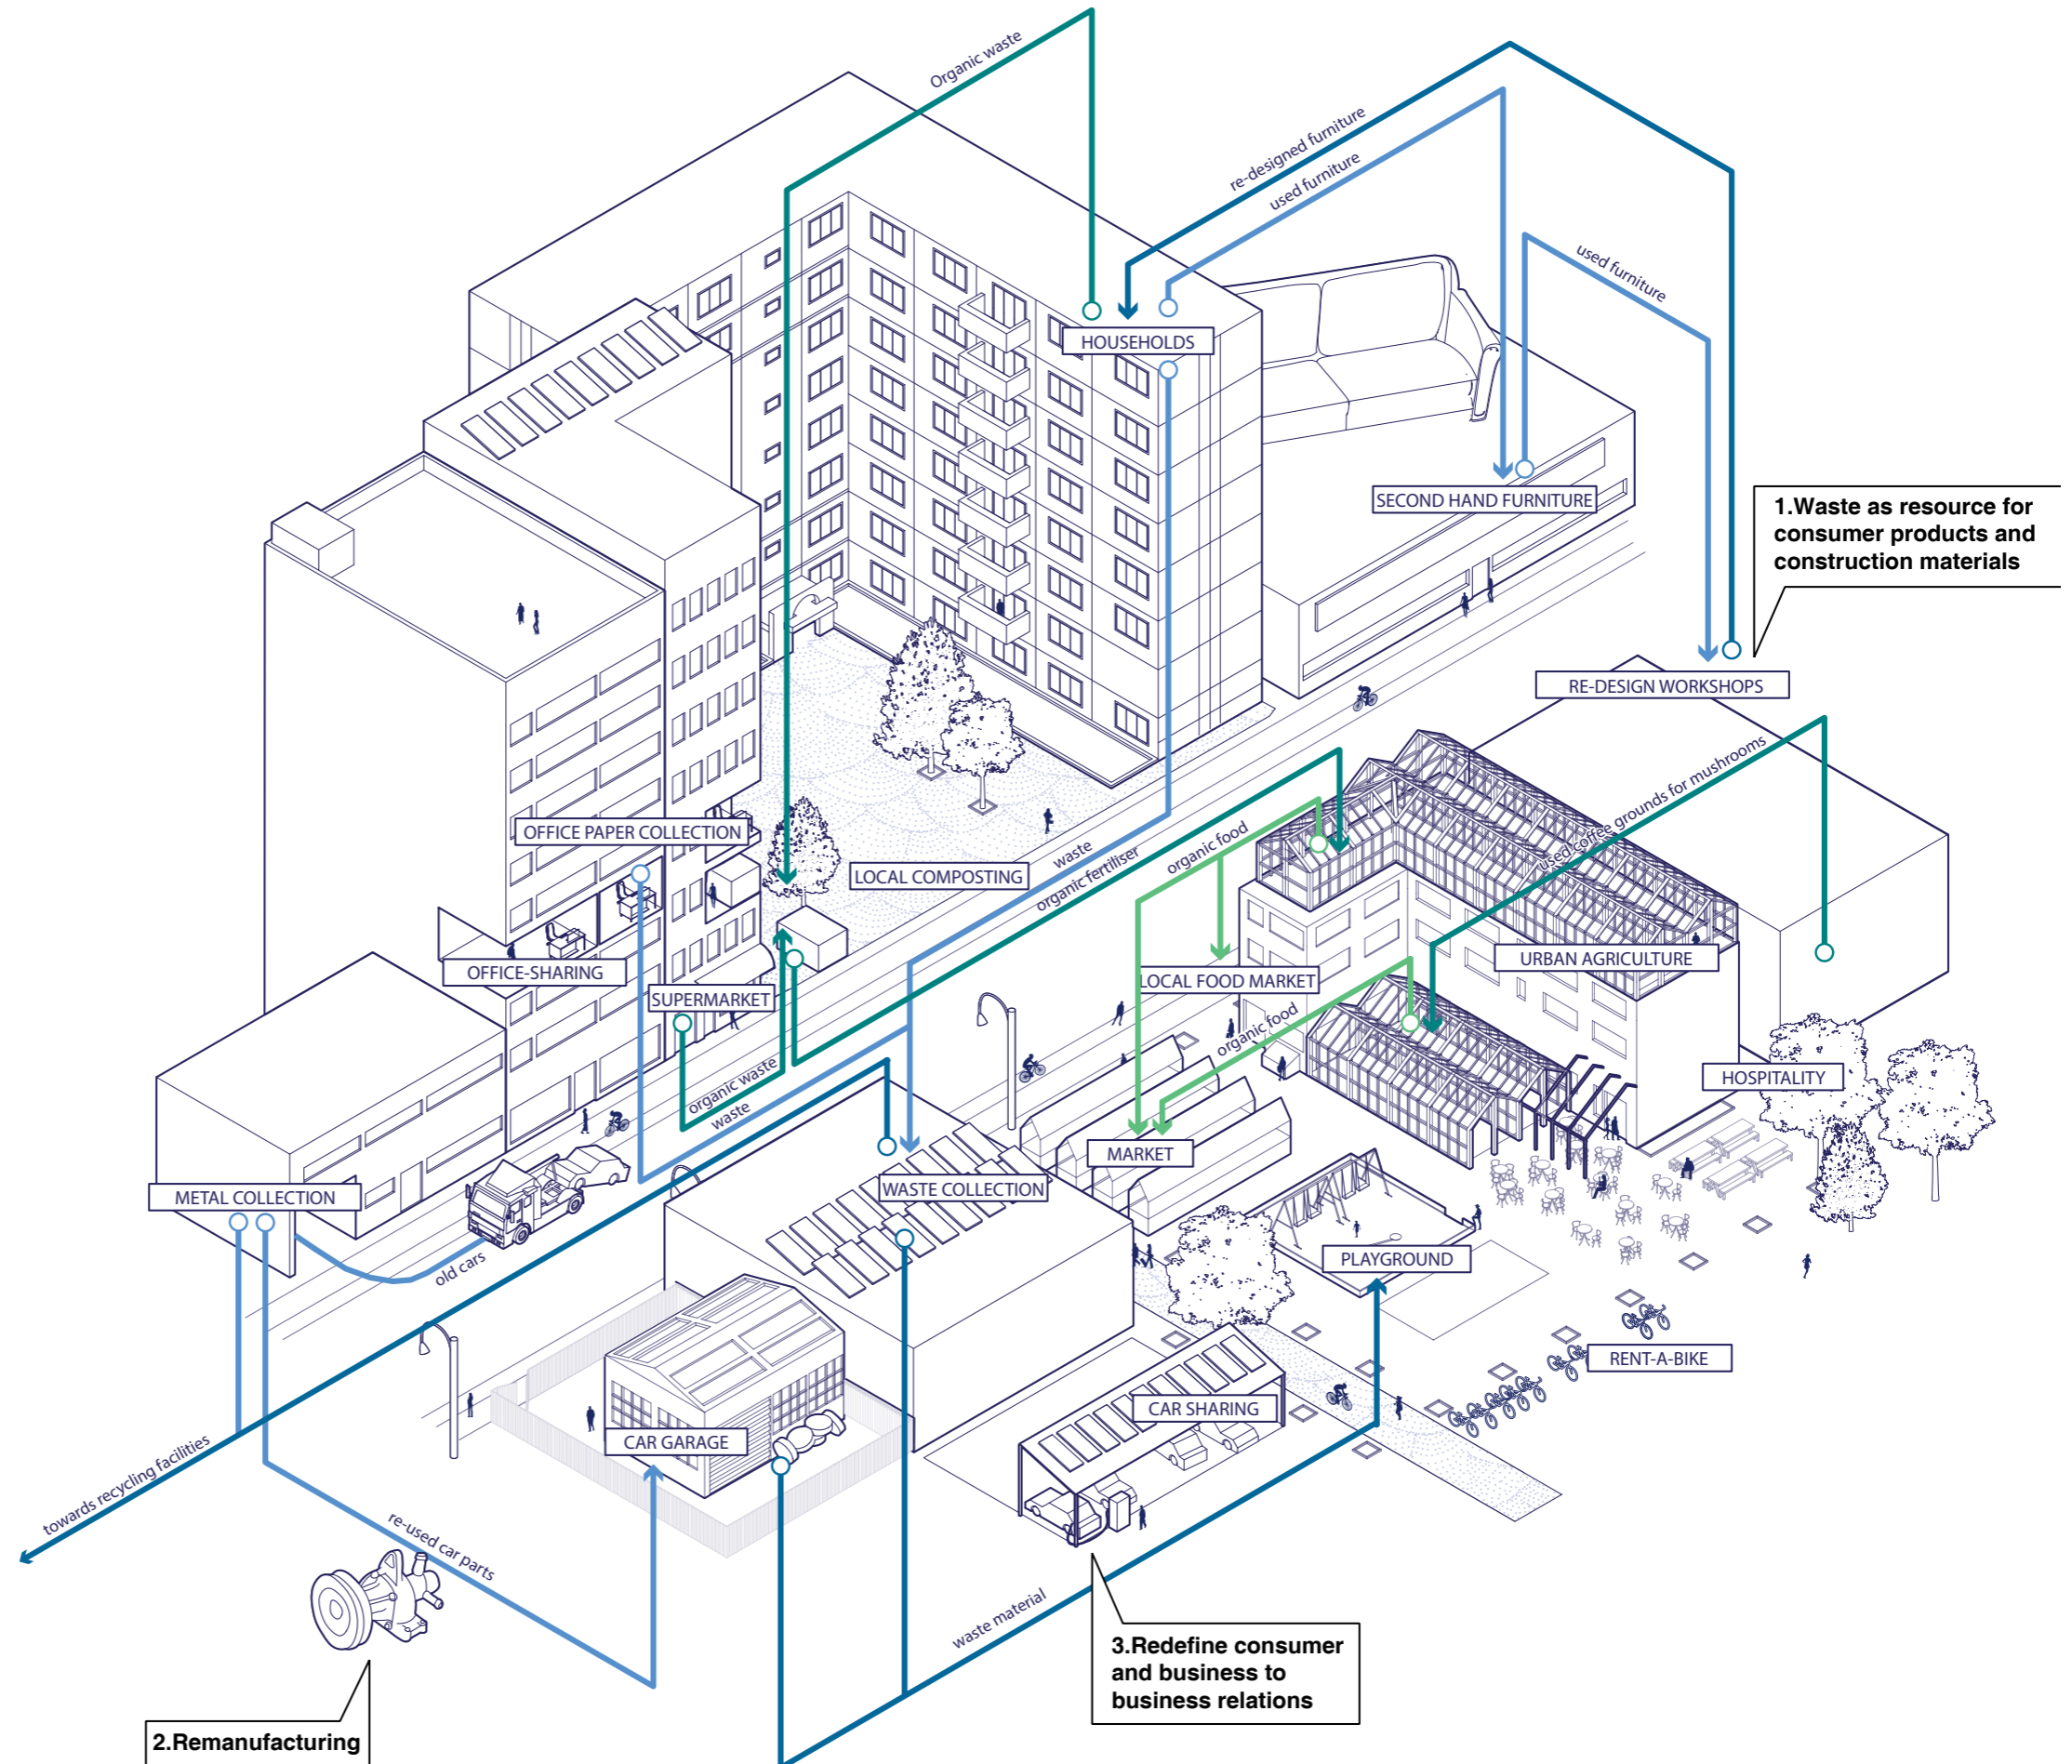 Organic waste
re-designed furniture
used furniture
used furniture
HOUSEHOLDS
SECOND HAND FURNITURE
1.Waste as resource for
consumer products and
construction materials
RE-DESIGN WORKSHOPS
used coffee grounds for mushrooms
OFFICE PAPER COLLECTION
LOCAL COMPOSTING
waste
organic fertiliser
organic food
URBAN AGRICULTURE
OFFICE-SHARING
SUPERMARKET
LOCAL FOOD MARKET
organic food
HOSPITALITY
organic waste
waste
MARKET
METAL COLLECTION
WASTE COLLECTION
old cars
PLAYGROUND
RENT-A-BIKE
CAR SHARING
CAR GARAGE
towards recycling facilities
re-used car parts
waste material
3.Redefine consumer
and business to
business relations
2.Remanufacturing